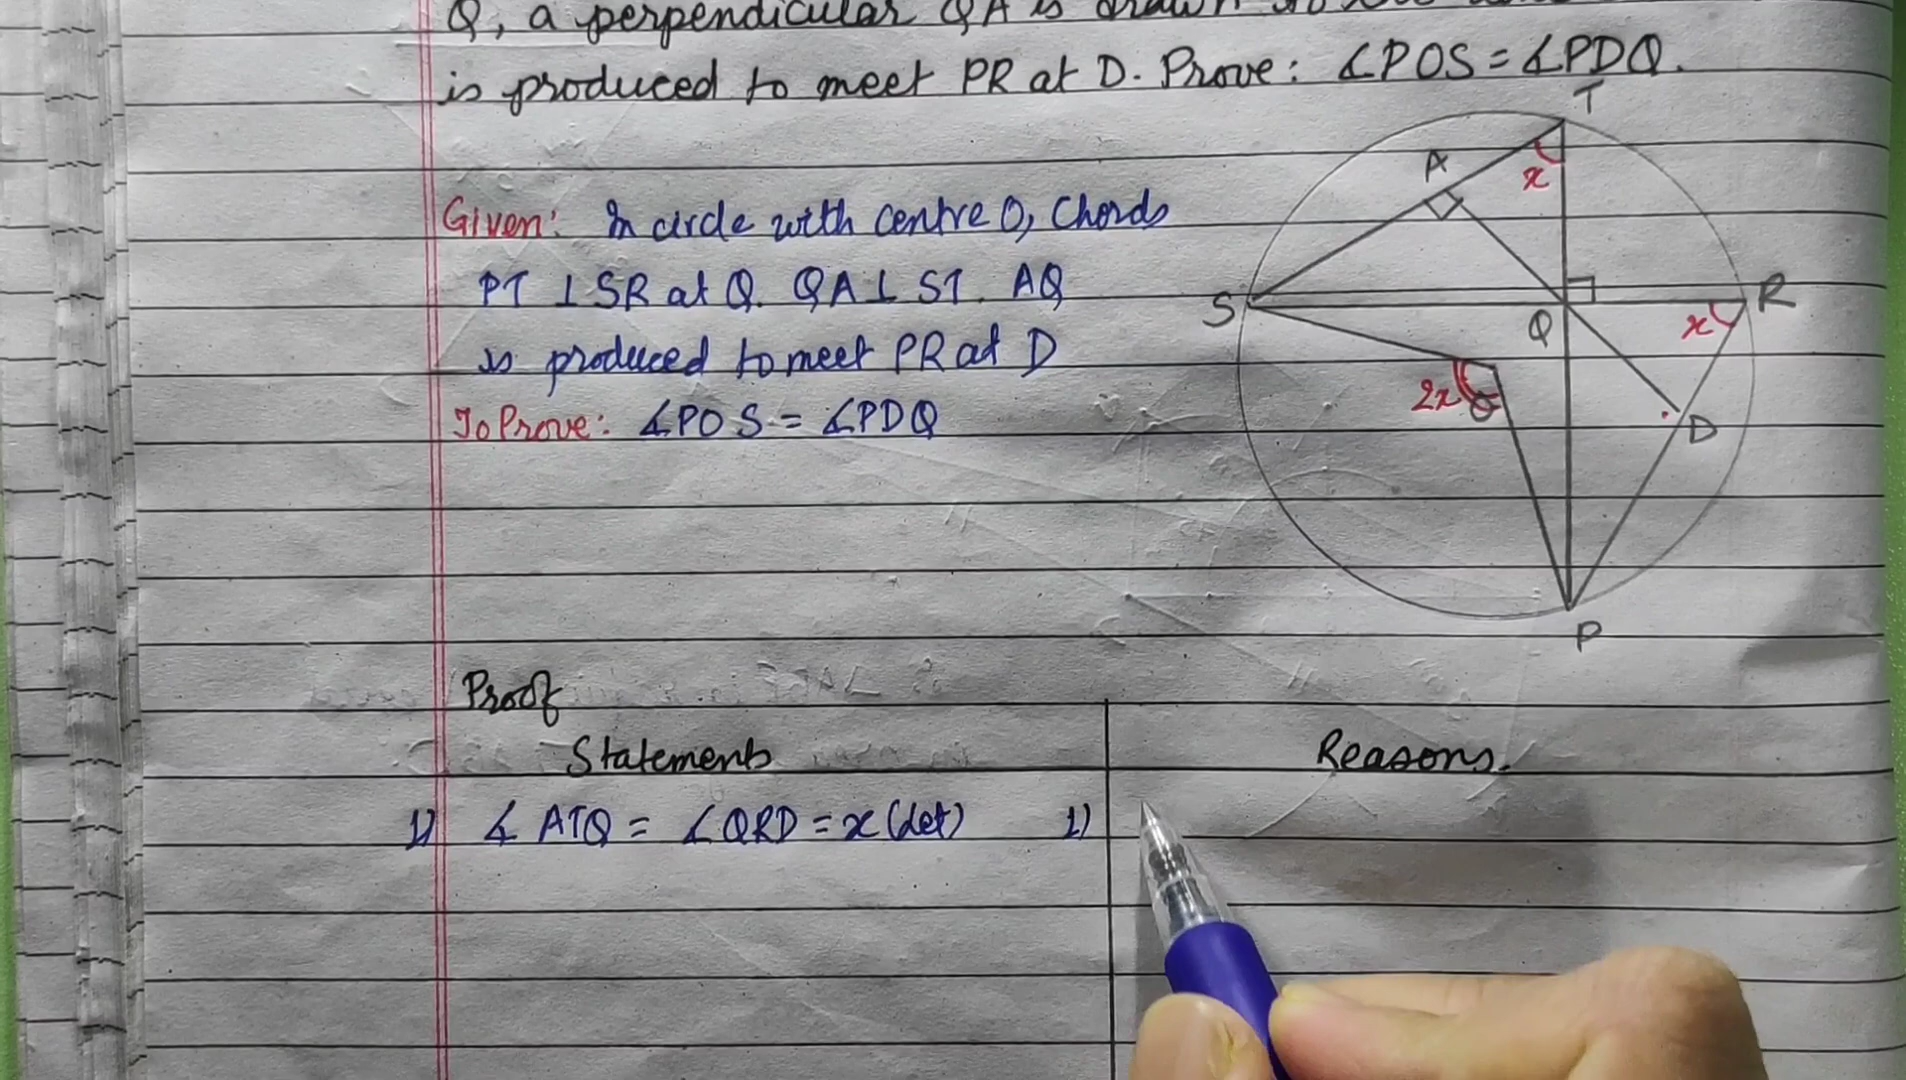 Q, a perpendicular QA is drawn to
is produced to meet PR at D. Prove: ∡POS = ∡PDQ.
Given: In circle with centre O, Chords
PT ⊥ SR at Q. QA ⊥ ST. AQ
is produced to meet PR at D
To Prove: ∡POS = ∡PDQ
T
A
x
S
Q
R
x
2x
O
D
P
Proof
Statements
Reasons.
1) ∡ATQ = ∡QRD = x (let)
1)